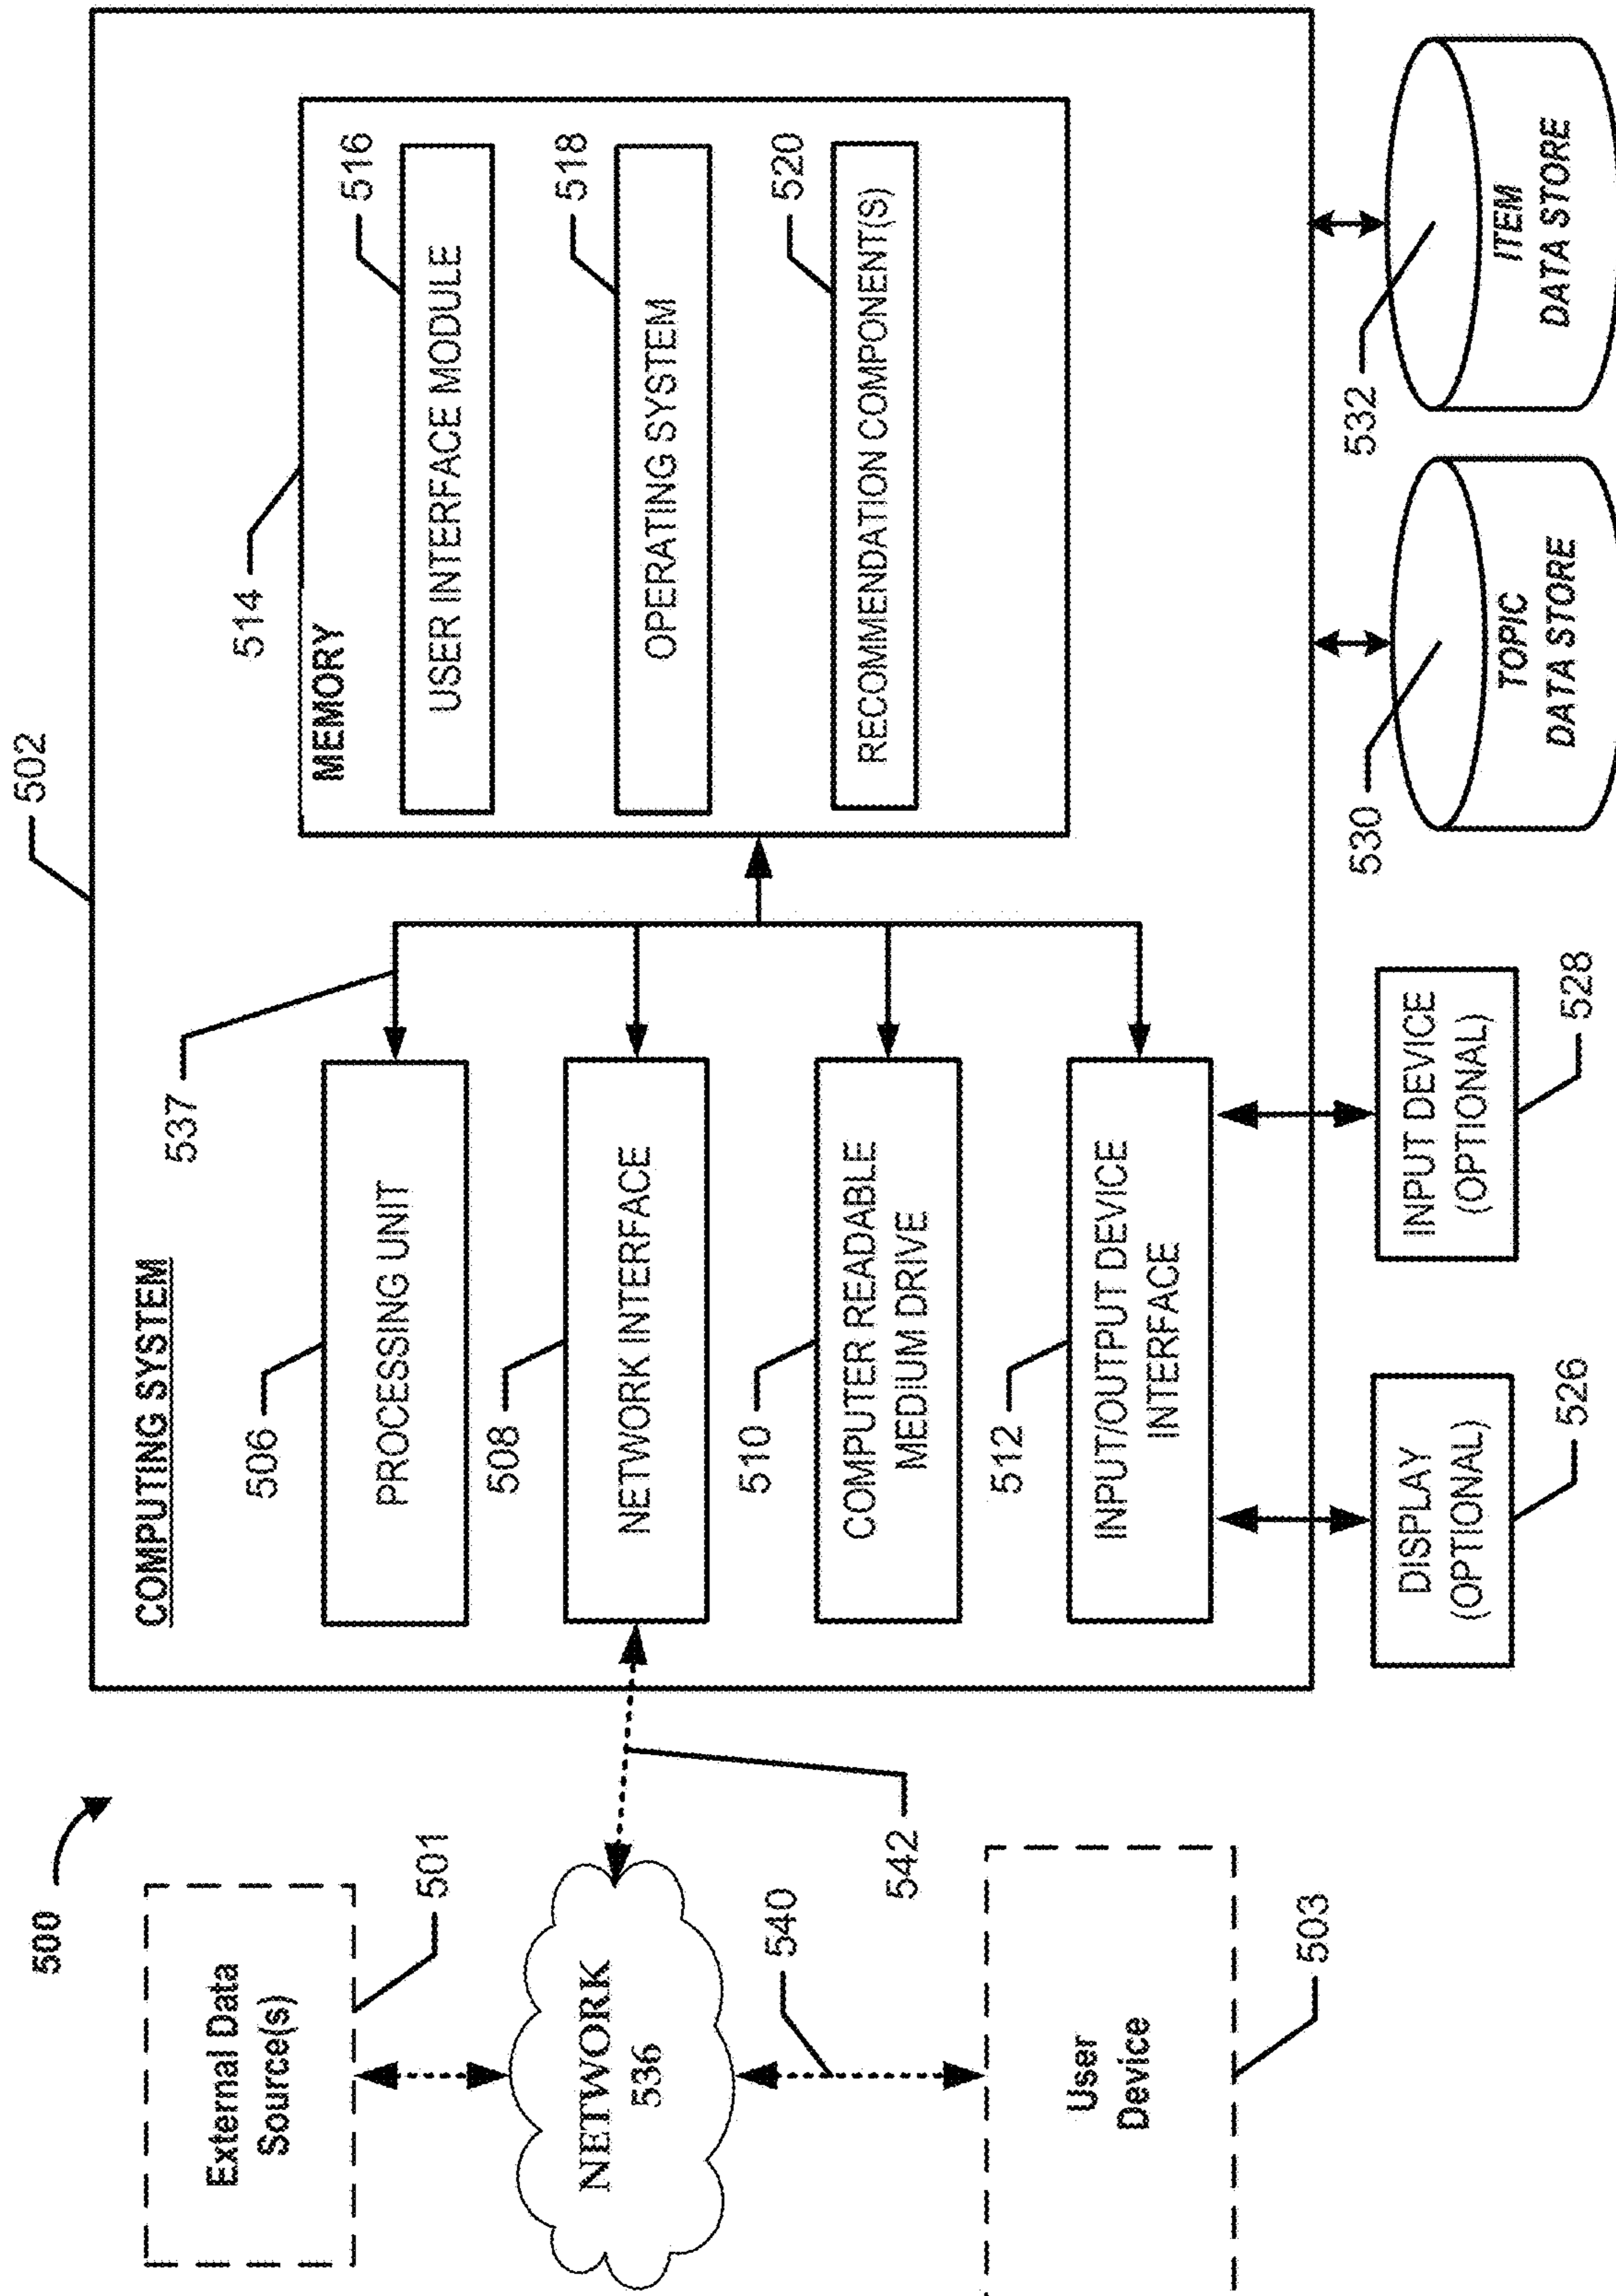 500
502
External Data
Source(s)
501
NETWORK
536
540
542
User
Device
503
COMPUTING SYSTEM
537
506
PROCESSING UNIT
508
NETWORK INTERFACE
510
COMPUTER READABLE
MEDIUM DRIVE
512
INPUT/OUTPUT DEVICE
INTERFACE
514
MEMORY
516
USER INTERFACE MODULE
518
OPERATING SYSTEM
520
RECOMMENDATION COMPONENT(S)
DISPLAY
(OPTIONAL)
526
INPUT DEVICE
(OPTIONAL)
528
530
TOPIC
DATA STORE
532
ITEM
DATA STORE